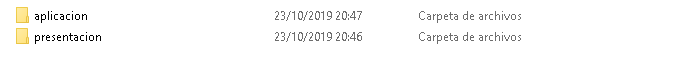 aplicacion 23/10/2019 20:47 Carpeta de archivos
presentacion 23/10/2019 20:46 Carpeta de archivos